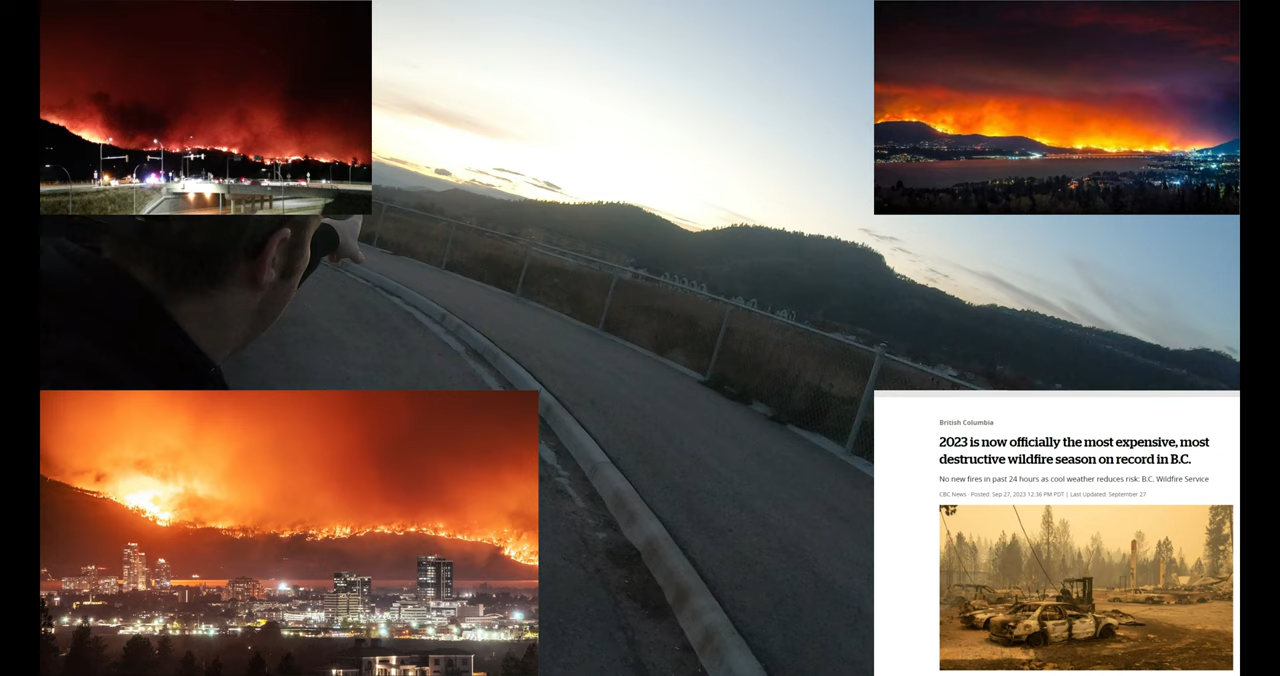 British Columbia
2023 is now officially the most expensive, most
destructive wildfire season on record in B.C.
No new fires in past 24 hours as cool weather reduces risk: B.C. Wildfire Service
CBC News · Posted: Sep 27, 2023 12:36 PM PDT | Last Updated: September 27